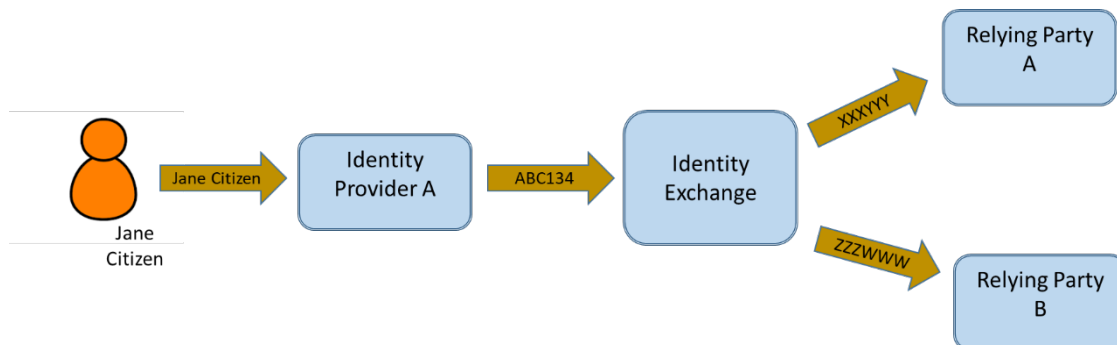 Jane
Citizen
Jane Citizen
Identity
Provider A
ABC134
Identity
Exchange
XXXYYY
Relying Party
A
ZZZWWW
Relying Party
B